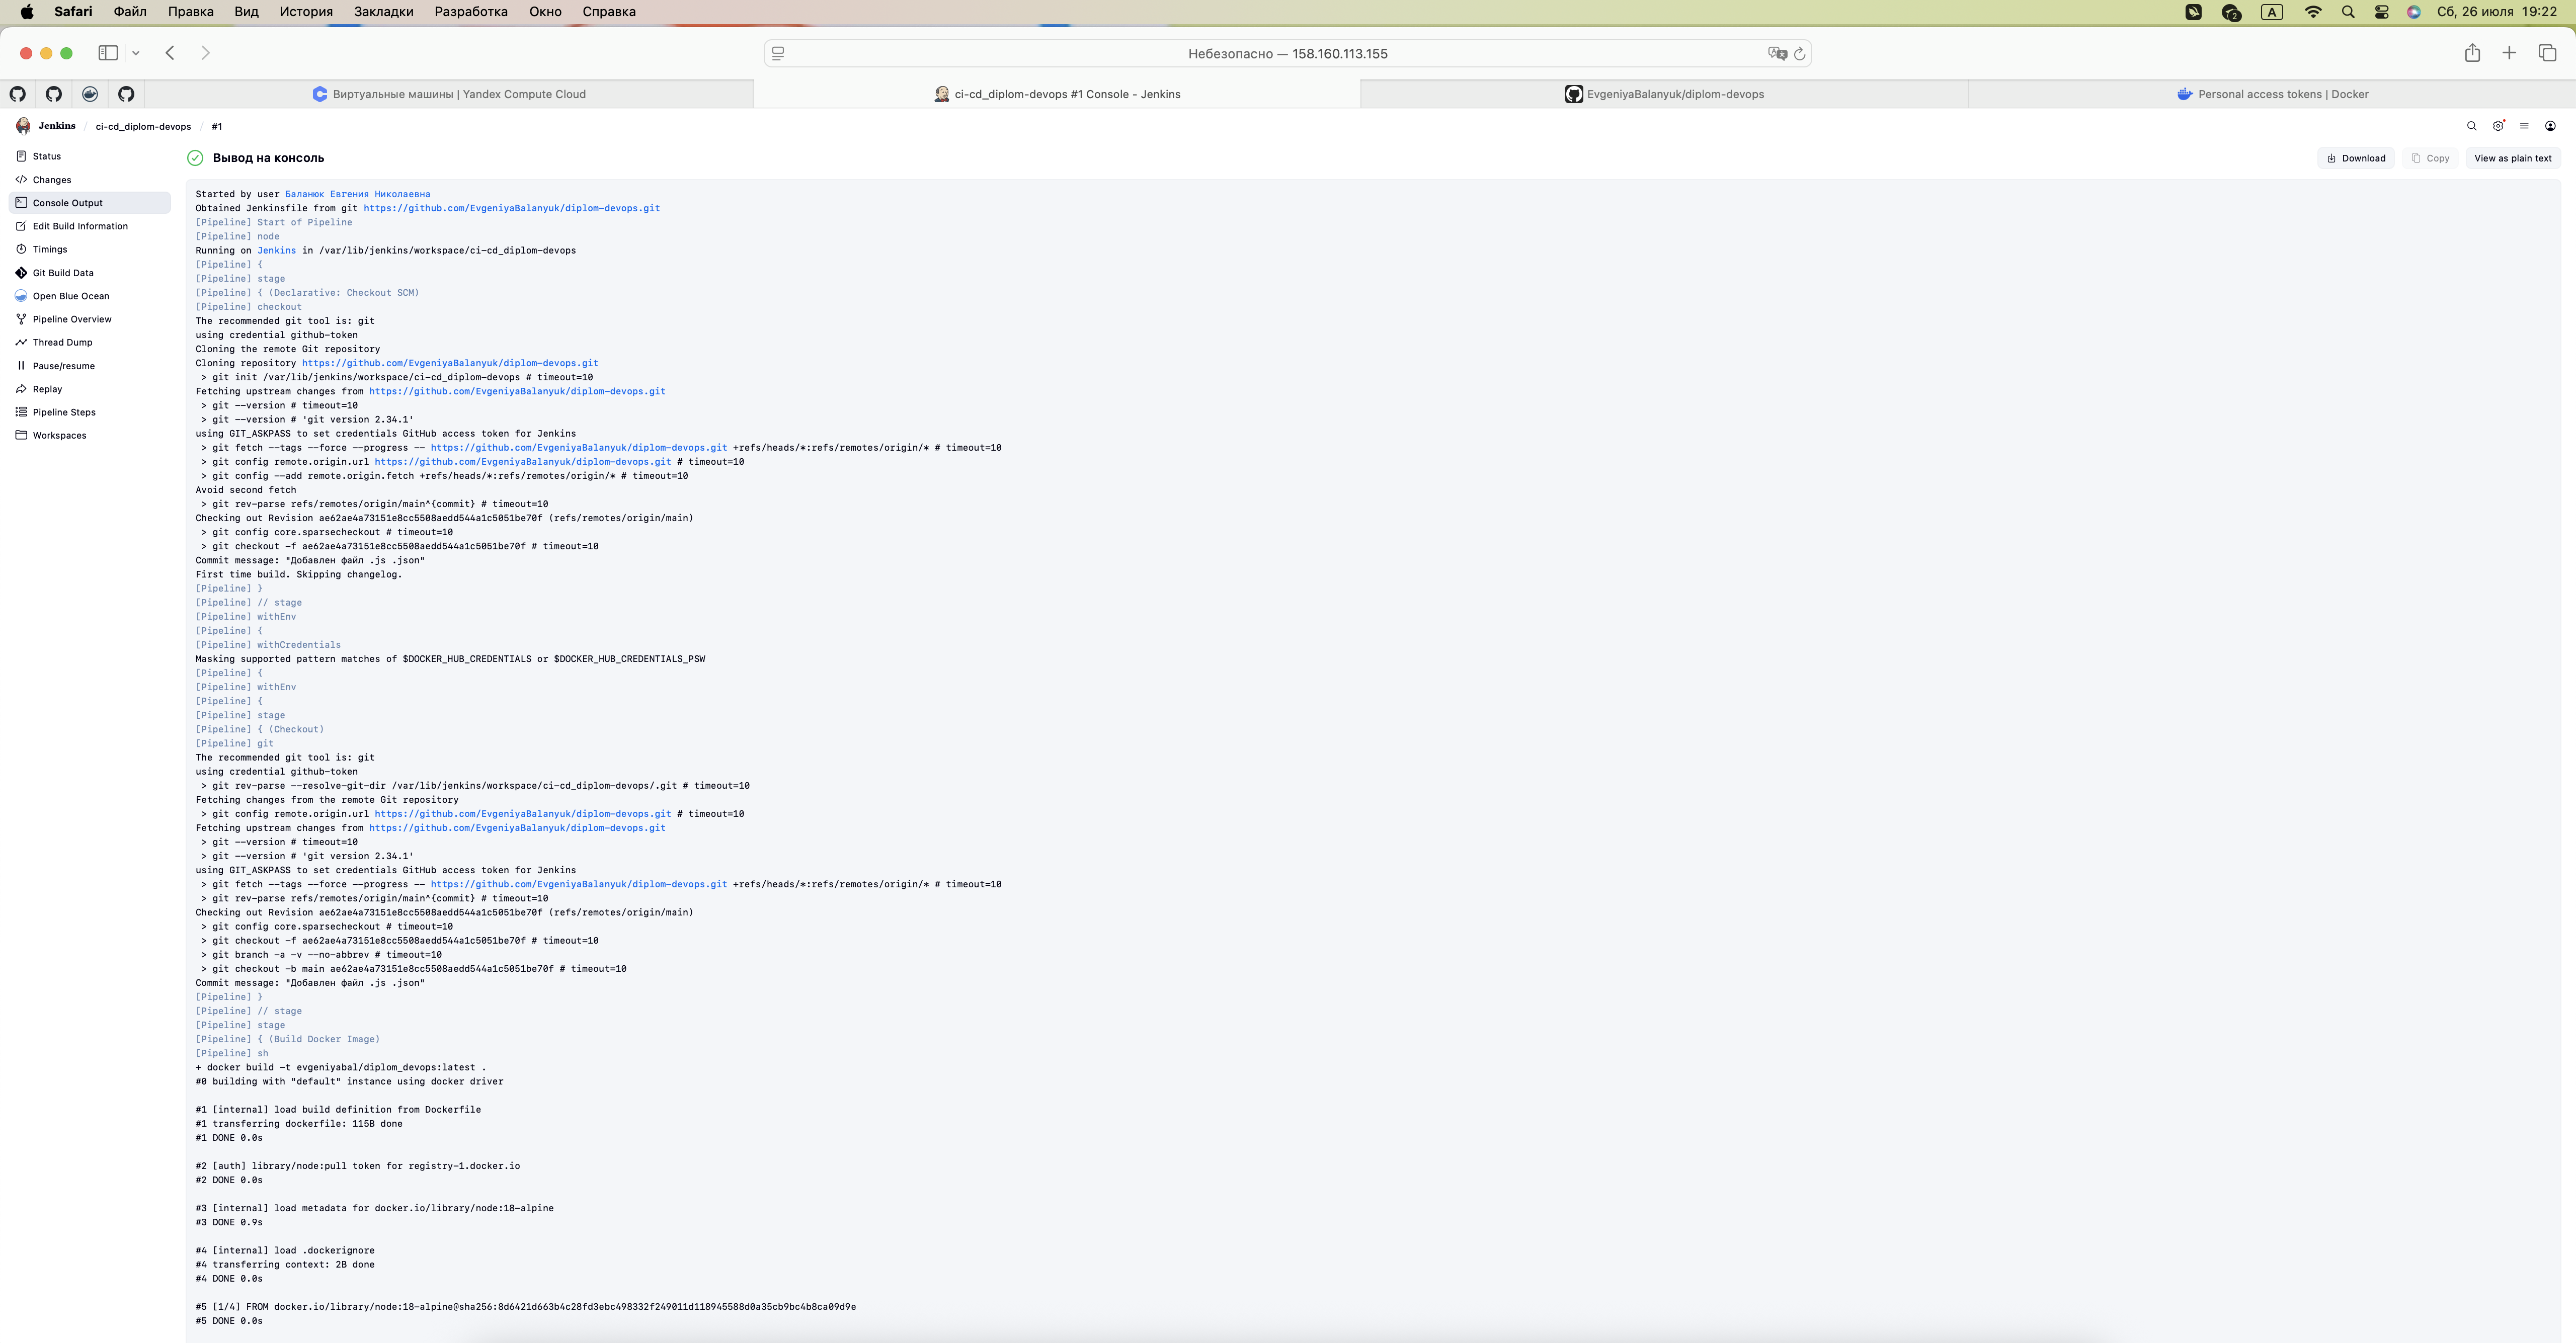 Safari Файл Правка Вид История Закладки Разработка Окно Справка
2 A Сб, 26 июля 19:22
Небезопасно — 158.160.113.155
Виртуальные машины | Yandex Compute Cloud
ci-cd_diplom-devops #1 Console - Jenkins
EvgeniyaBalanyuk/diplom-devops
Personal access tokens | Docker
Jenkins / ci-cd_diplom-devops / #1
Status
Changes
Console Output
Edit Build Information
Timings
Git Build Data
Open Blue Ocean
Pipeline Overview
Thread Dump
Pause/resume
Replay
Pipeline Steps
Workspaces
Вывод на консоль
Download
Copy
View as plain text
Started by user Баланюк Евгения Николаевна
Obtained Jenkinsfile from git https://github.com/EvgeniyaBalanyuk/diplom-devops.git
[Pipeline] Start of Pipeline
[Pipeline] node
Running on Jenkins in /var/lib/jenkins/workspace/ci-cd_diplom-devops
[Pipeline] {
[Pipeline] stage
[Pipeline] { (Declarative: Checkout SCM)
[Pipeline] checkout
The recommended git tool is: git
using credential github-token
Cloning the remote Git repository
Cloning repository https://github.com/EvgeniyaBalanyuk/diplom-devops.git
> git init /var/lib/jenkins/workspace/ci-cd_diplom-devops # timeout=10
Fetching upstream changes from https://github.com/EvgeniyaBalanyuk/diplom-devops.git
> git --version # timeout=10
> git --version # 'git version 2.34.1'
using GIT_ASKPASS to set credentials GitHub access token for Jenkins
> git fetch --tags --force --progress -- https://github.com/EvgeniyaBalanyuk/diplom-devops.git +refs/heads/*:refs/remotes/origin/* # timeout=10
> git config remote.origin.url https://github.com/EvgeniyaBalanyuk/diplom-devops.git # timeout=10
> git config --add remote.origin.fetch +refs/heads/*:refs/remotes/origin/* # timeout=10
Avoid second fetch
> git rev-parse refs/remotes/origin/main^{commit} # timeout=10
Checking out Revision ae62ae4a73151e8cc5508aedd544a1c5051be70f (refs/remotes/origin/main)
> git config core.sparsecheckout # timeout=10
> git checkout -f ae62ae4a73151e8cc5508aedd544a1c5051be70f # timeout=10
Commit message: "Добавлен файл .js .json"
First time build. Skipping changelog.
[Pipeline] }
[Pipeline] // stage
[Pipeline] withEnv
[Pipeline] {
[Pipeline] withCredentials
Masking supported pattern matches of $DOCKER_HUB_CREDENTIALS or $DOCKER_HUB_CREDENTIALS_PSW
[Pipeline] {
[Pipeline] withEnv
[Pipeline] {
[Pipeline] stage
[Pipeline] { (Checkout)
[Pipeline] git
The recommended git tool is: git
using credential github-token
> git rev-parse --resolve-git-dir /var/lib/jenkins/workspace/ci-cd_diplom-devops/.git # timeout=10
Fetching changes from the remote Git repository
> git config remote.origin.url https://github.com/EvgeniyaBalanyuk/diplom-devops.git # timeout=10
Fetching upstream changes from https://github.com/EvgeniyaBalanyuk/diplom-devops.git
> git --version # timeout=10
> git --version # 'git version 2.34.1'
using GIT_ASKPASS to set credentials GitHub access token for Jenkins
> git fetch --tags --force --progress -- https://github.com/EvgeniyaBalanyuk/diplom-devops.git +refs/heads/*:refs/remotes/origin/* # timeout=10
> git rev-parse refs/remotes/origin/main^{commit} # timeout=10
Checking out Revision ae62ae4a73151e8cc5508aedd544a1c5051be70f (refs/remotes/origin/main)
> git config core.sparsecheckout # timeout=10
> git checkout -f ae62ae4a73151e8cc5508aedd544a1c5051be70f # timeout=10
> git branch -a -v --no-abbrev # timeout=10
> git checkout -b main ae62ae4a73151e8cc5508aedd544a1c5051be70f # timeout=10
Commit message: "Добавлен файл .js .json"
[Pipeline] }
[Pipeline] // stage
[Pipeline] stage
[Pipeline] { (Build Docker Image)
[Pipeline] sh
+ docker build -t evgeniyabal/diplom_devops:latest .
#0 building with "default" instance using docker driver
#1 [internal] load build definition from Dockerfile
#1 transferring dockerfile: 115B done
#1 DONE 0.0s
#2 [auth] library/node:pull token for registry-1.docker.io
#2 DONE 0.0s
#3 [internal] load metadata for docker.io/library/node:18-alpine
#3 DONE 0.9s
#4 [internal] load .dockerignore
#4 transferring context: 2B done
#4 DONE 0.0s
#5 [1/4] FROM docker.io/library/node:18-alpine@sha256:8d6421d663b4c28fd3ebc498332f249011d118945588d0a35cb9bc4b8ca09d9e
#5 DONE 0.0s